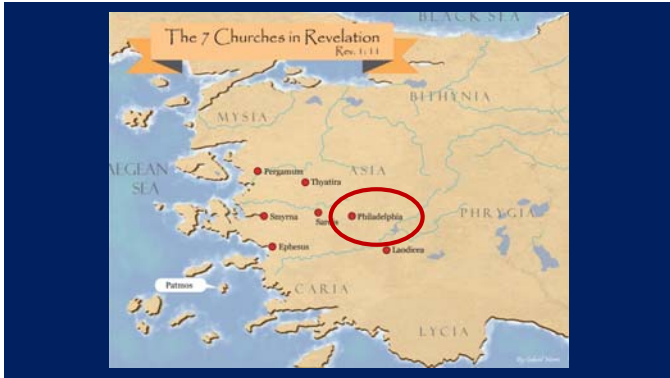 BLACK SEA
The 7 Churches in Revelation
Rev. 1:11
BITHYNIA
MYSIA
AEGEAN
SEA
Pergamum
ASIA
Thyatira
Smyrna
Sardis
Philadelphia
PHRYGIA
Ephesus
Laodicea
Patmos
CARIA
LYCIA